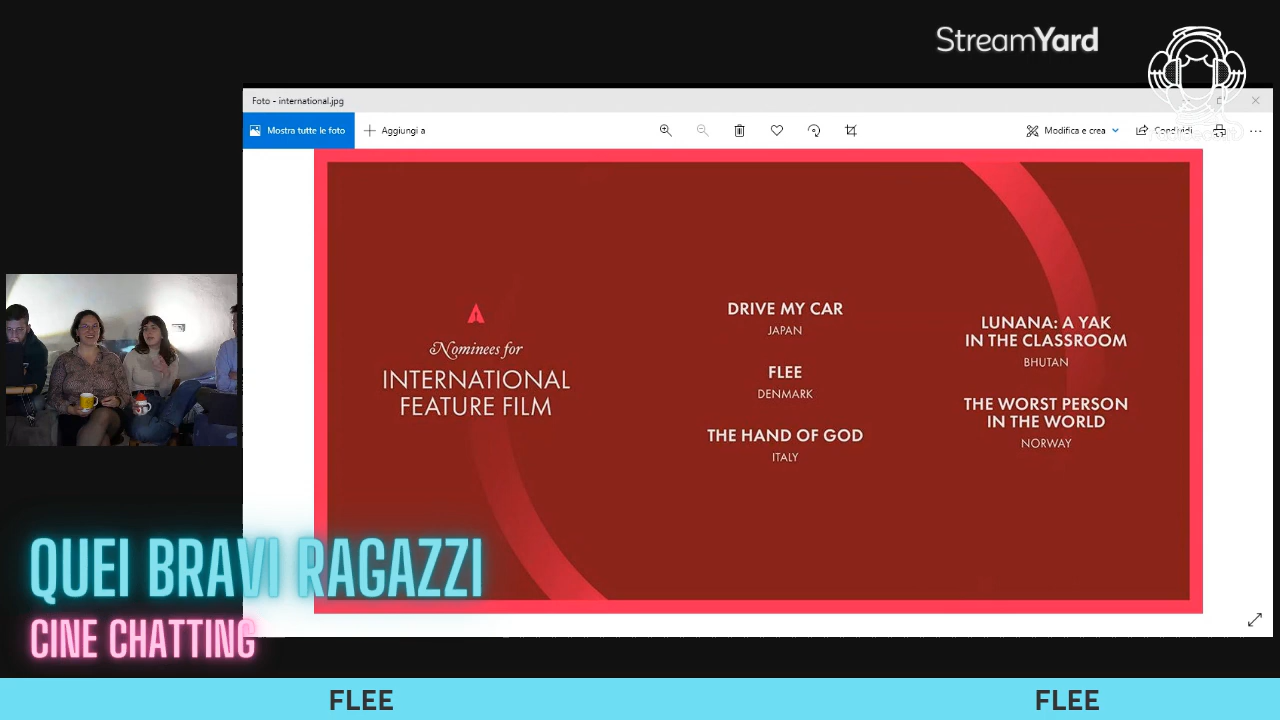 StreamYard
Foto - international.jpg
Mostra tutte le foto
Aggiungi a
Modifica e crea
Condividi
Nominees for
INTERNATIONAL
FEATURE FILM
DRIVE MY CAR
JAPAN
FLEE
DENMARK
THE HAND OF GOD
ITALY
LUNANA: A YAK
IN THE CLASSROOM
BHUTAN
THE WORST PERSON
IN THE WORLD
NORWAY
QUEI BRAVI RAGAZZI
CINE CHATTING
FLEE FLEE